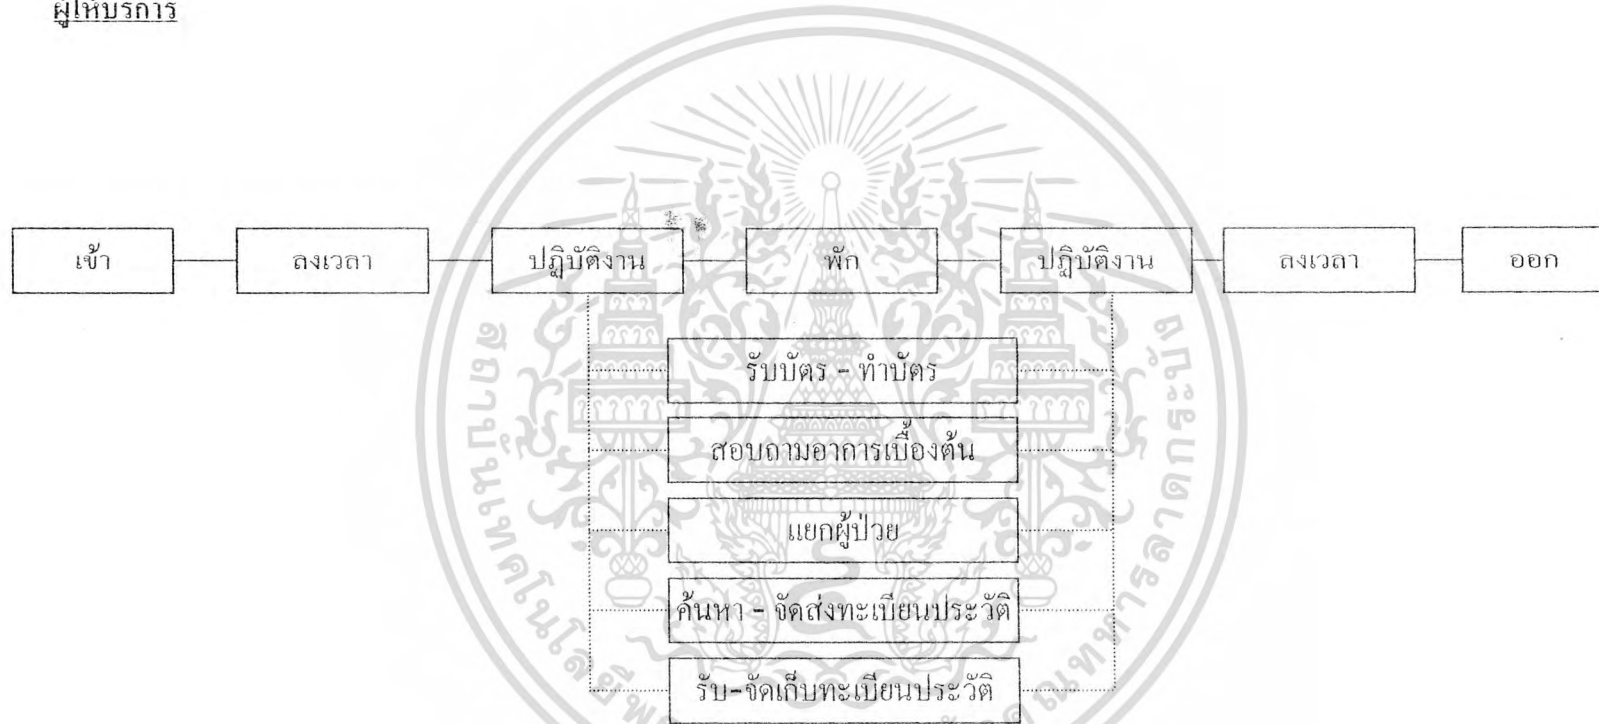 ผู้ให้บริการ
เข้า ลงเวลา ปฏิบัติงาน พัก ปฏิบัติงาน ลงเวลา ออก
รับบัตร - ทำบัตร
สอบถามอาการเบื้องต้น
แยกผู้ป่วย
ค้นหา - จัดส่งทะเบียนประวัติ
รับ-จัดเก็บทะเบียนประวัติ